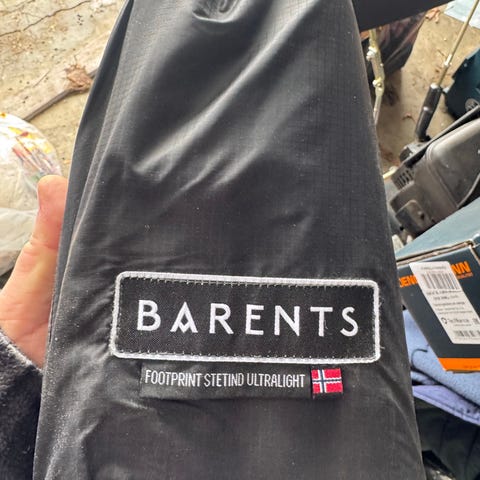 BARENTS
FOOTPRINT STETIND ULTRALIGHT